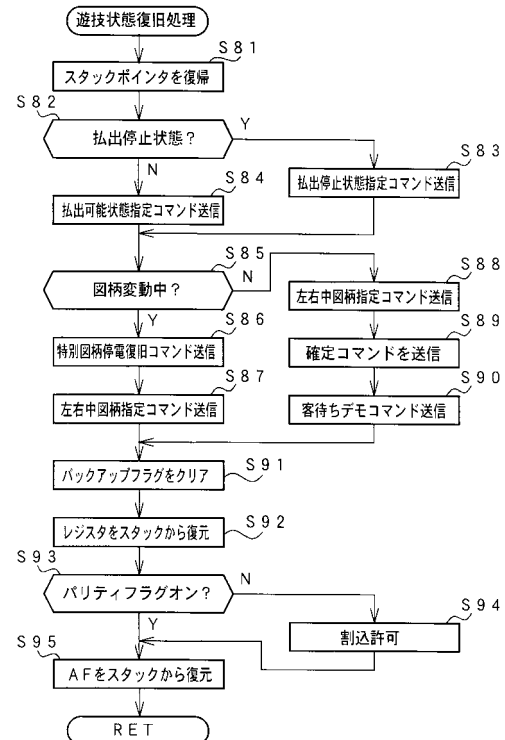 遊技状態復旧処理
S81
スタックポインタを復帰
S82
払出停止状態?
Y
N
S83
払出停止状態指定コマンド送信
S84
払出可能状態指定コマンド送信
S85
図柄変動中?
N
Y
S86
特別図柄停電復旧コマンド送信
S87
左右中図柄指定コマンド送信
S88
左右中図柄指定コマンド送信
S89
確定コマンドを送信
S90
客待ちデモコマンド送信
S91
バックアップフラグをクリア
S92
レジスタをスタックから復元
S93
パリティフラグオン?
N
Y
S94
割込許可
S95
AFをスタックから復元
RET